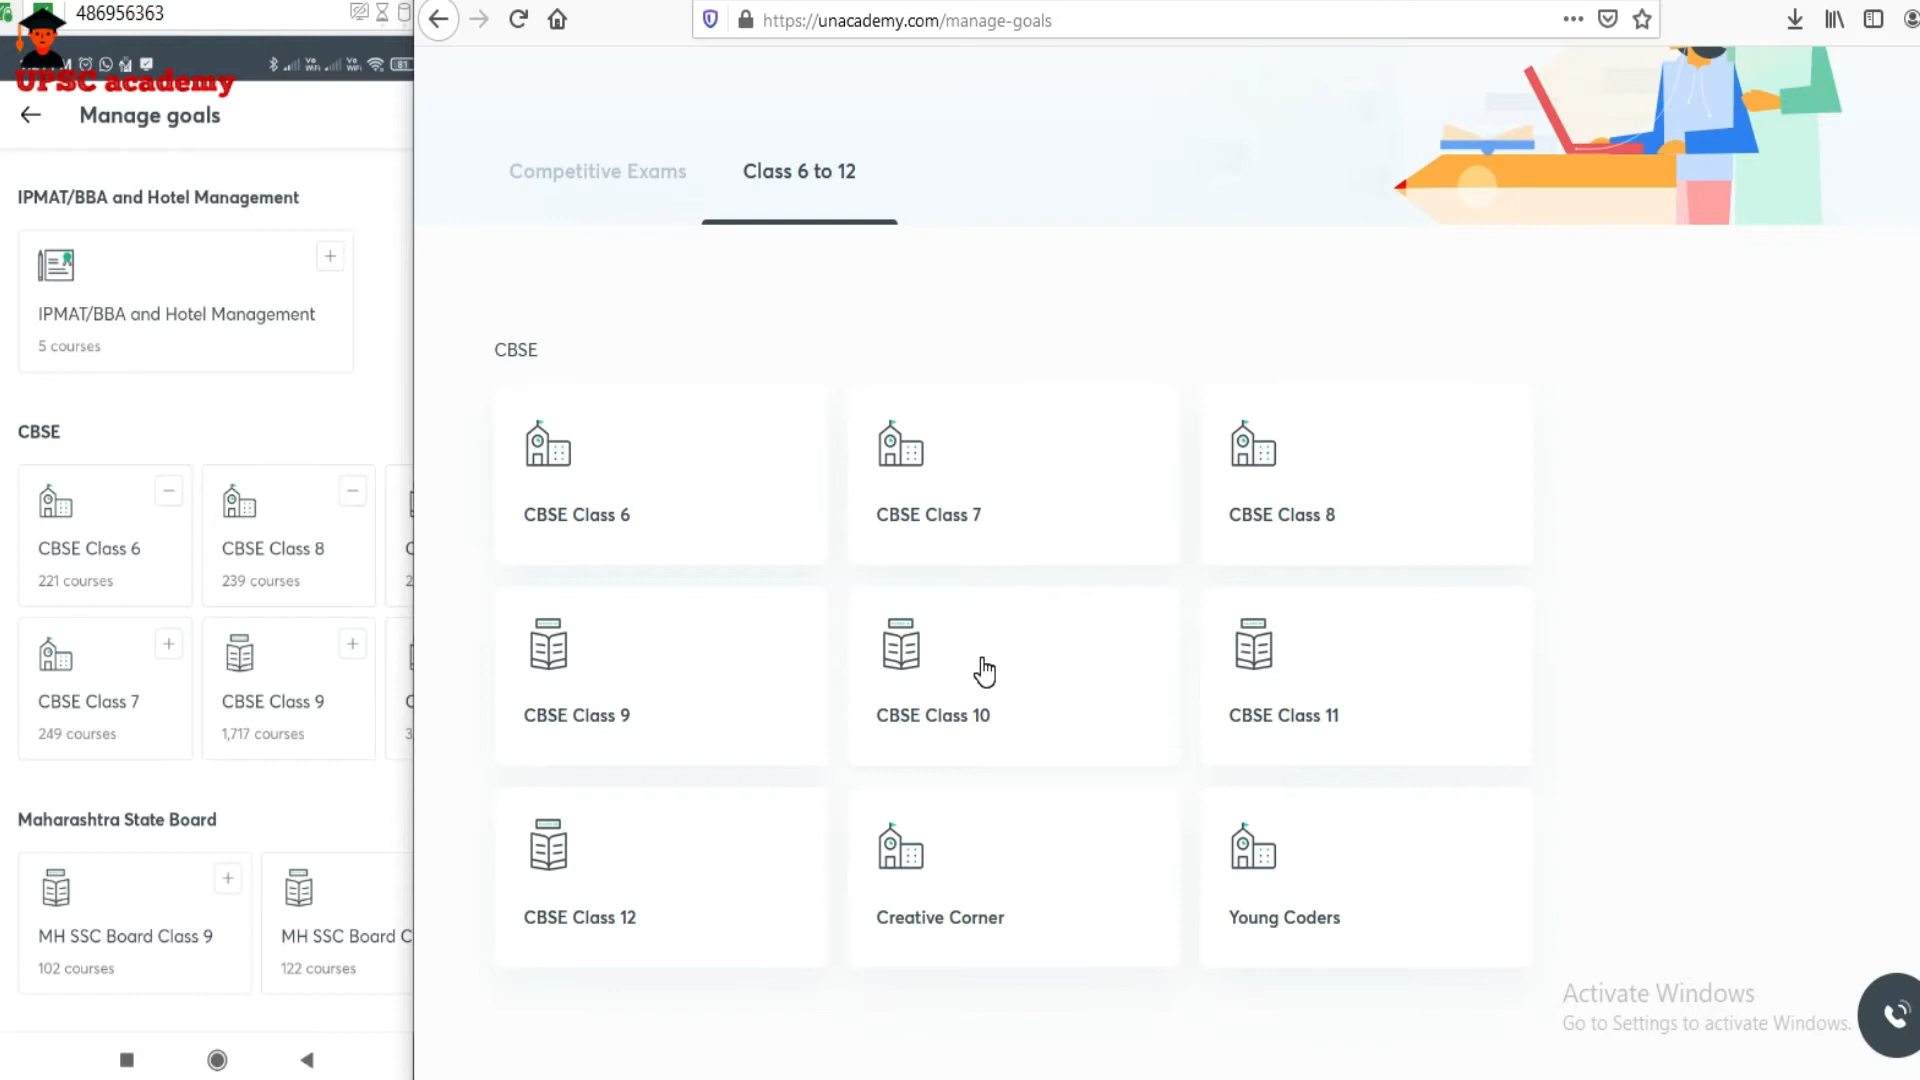 486956363
https://unacademy.com/manage-goals
UPSC academy
Manage goals
IPMAT/BBA and Hotel Management
IPMAT/BBA and Hotel Management
5 courses
CBSE
CBSE Class 6
221 courses
CBSE Class 8
239 courses
CBSE Class 7
249 courses
CBSE Class 9
1,717 courses
Maharashtra State Board
MH SSC Board Class 9
102 courses
MH SSC Board C
122 courses
Competitive Exams
Class 6 to 12
CBSE
CBSE Class 6
CBSE Class 7
CBSE Class 8
CBSE Class 9
CBSE Class 10
CBSE Class 11
CBSE Class 12
Creative Corner
Young Coders
Activate Windows
Go to Settings to activate Windows.